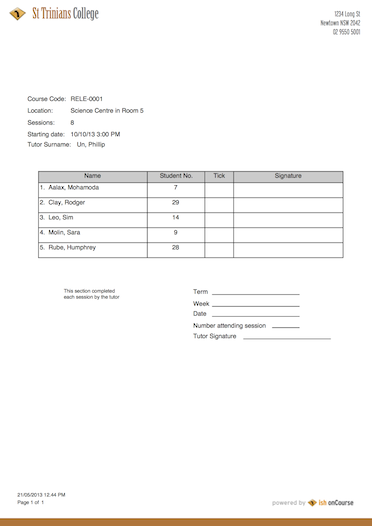 St Trinians College
1234 Long St
Newtown NSW 2042
02 9550 5001
Course Code: RELE-0001
Location: Science Centre in Room 5
Sessions: 8
Starting date: 10/10/13 3:00 PM
Tutor Surname: Un, Phillip
Name Student No. Tick Signature
1. Aalax, Mohamoda 7
2. Clay, Rodger 29
3. Leo, Sim 14
4. Molin, Sara 9
5. Rube, Humphrey 28
This section completed
each session by the tutor
Term
Week
Date
Number attending session
Tutor Signature
21/05/2013 12.44 PM
Page 1 of 1
powered by ish onCourse